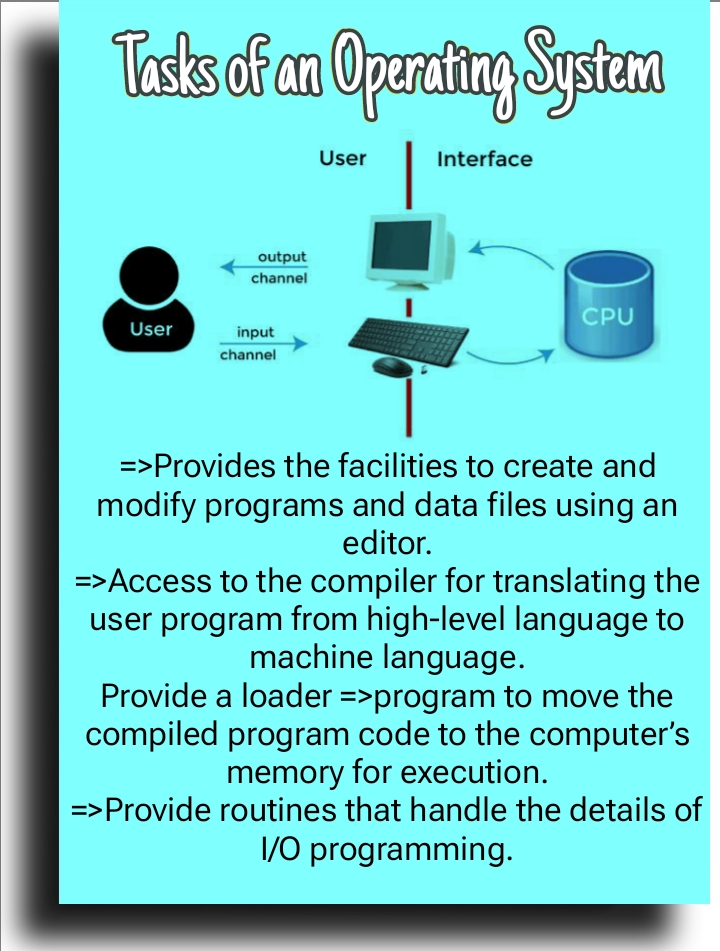 Tasks of an Operating System
User Interface
output
channel
CPU
User
input
channel
=>Provides the facilities to create and
modify programs and data files using an
editor.
=>Access to the compiler for translating the
user program from high-level language to
machine language.
Provide a loader =>program to move the
compiled program code to the computer’s
memory for execution.
=>Provide routines that handle the details of
I/O programming.